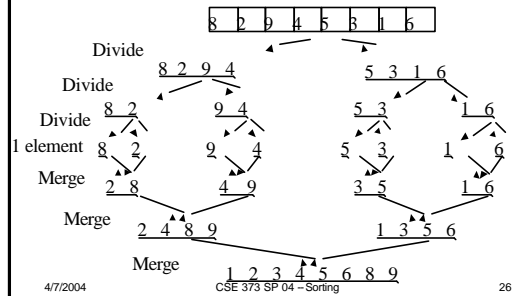 8 2 9 4 5 3 1 6
Divide
8 2 9 4 5 3 1 6
Divide
8 2 9 4 5 3 1 6
Divide
1 element 8 2 9 4 5 3 1 6
Merge
2 8 4 9 3 5 1 6
Merge
2 4 8 9 1 3 5 6
Merge
1 2 3 4 5 6 8 9
4/7/2004 CSE 373 SP 04 – Sorting 26